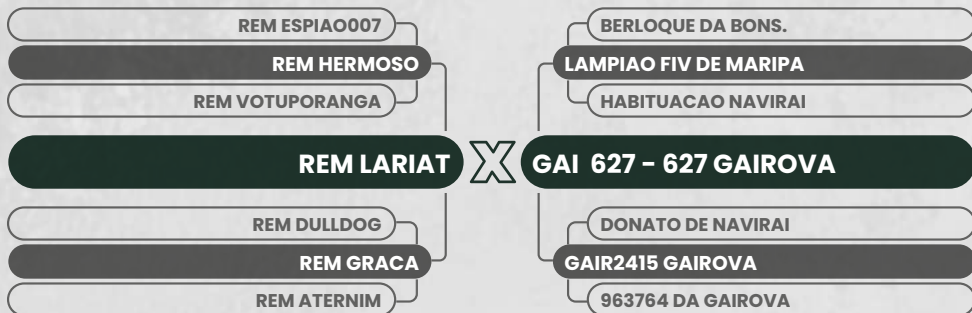 REM ESPIAO007
REM HERMOSO
REM VOTUPORANGA
REM LARIAT
REM DULLDOG
REM GRACA
REM ATERNIM
X
BERLOQUE DA BONS.
LAMPIAO FIV DE MARIPA
HABITUACAO NAVIRAI
GAI 627 - 627 GAIROVA
DONATO DE NAVIRAI
GAIR2415 GAIROVA
963764 DA GAIROVA